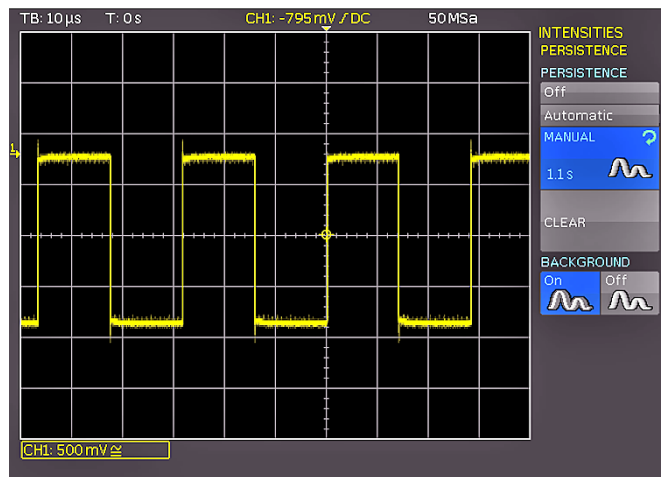 TB: 10 µs T: 0 s CH1: -795 mV ∫ DC 50 MSa
INTENSITIES
PERSISTENCE
PERSISTENCE
Off
Automatic
MANUAL
1.1 s
CLEAR
BACKGROUND
On Off
1
CH1: 500 mV ≅